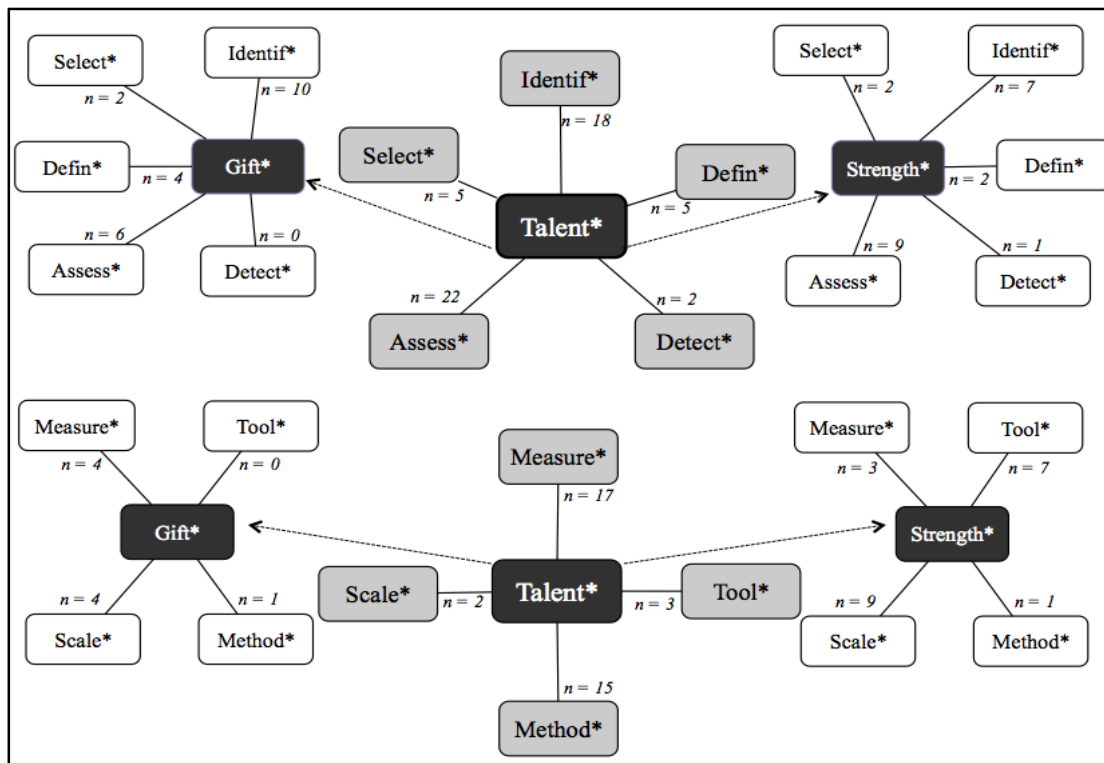 Select*
Identif*
n = 2
n = 10
Defin*
n = 4
Gift*
n = 6
n = 0
Assess*
Detect*
Identif*
n = 18
Select*
n = 5
Defin*
n = 5
Talent*
n = 22
n = 2
Assess*
Detect*
Select*
Identif*
n = 2
n = 7
Strength*
Defin*
n = 2
n = 9
n = 1
Assess*
Detect*
Measure*
Tool*
n = 4
n = 0
Gift*
n = 4
n = 1
Scale*
Method*
Measure*
n = 17
Scale*
n = 2
Talent*
n = 3
Tool*
n = 15
Method*
Measure*
Tool*
n = 3
n = 7
Strength*
n = 9
n = 1
Scale*
Method*